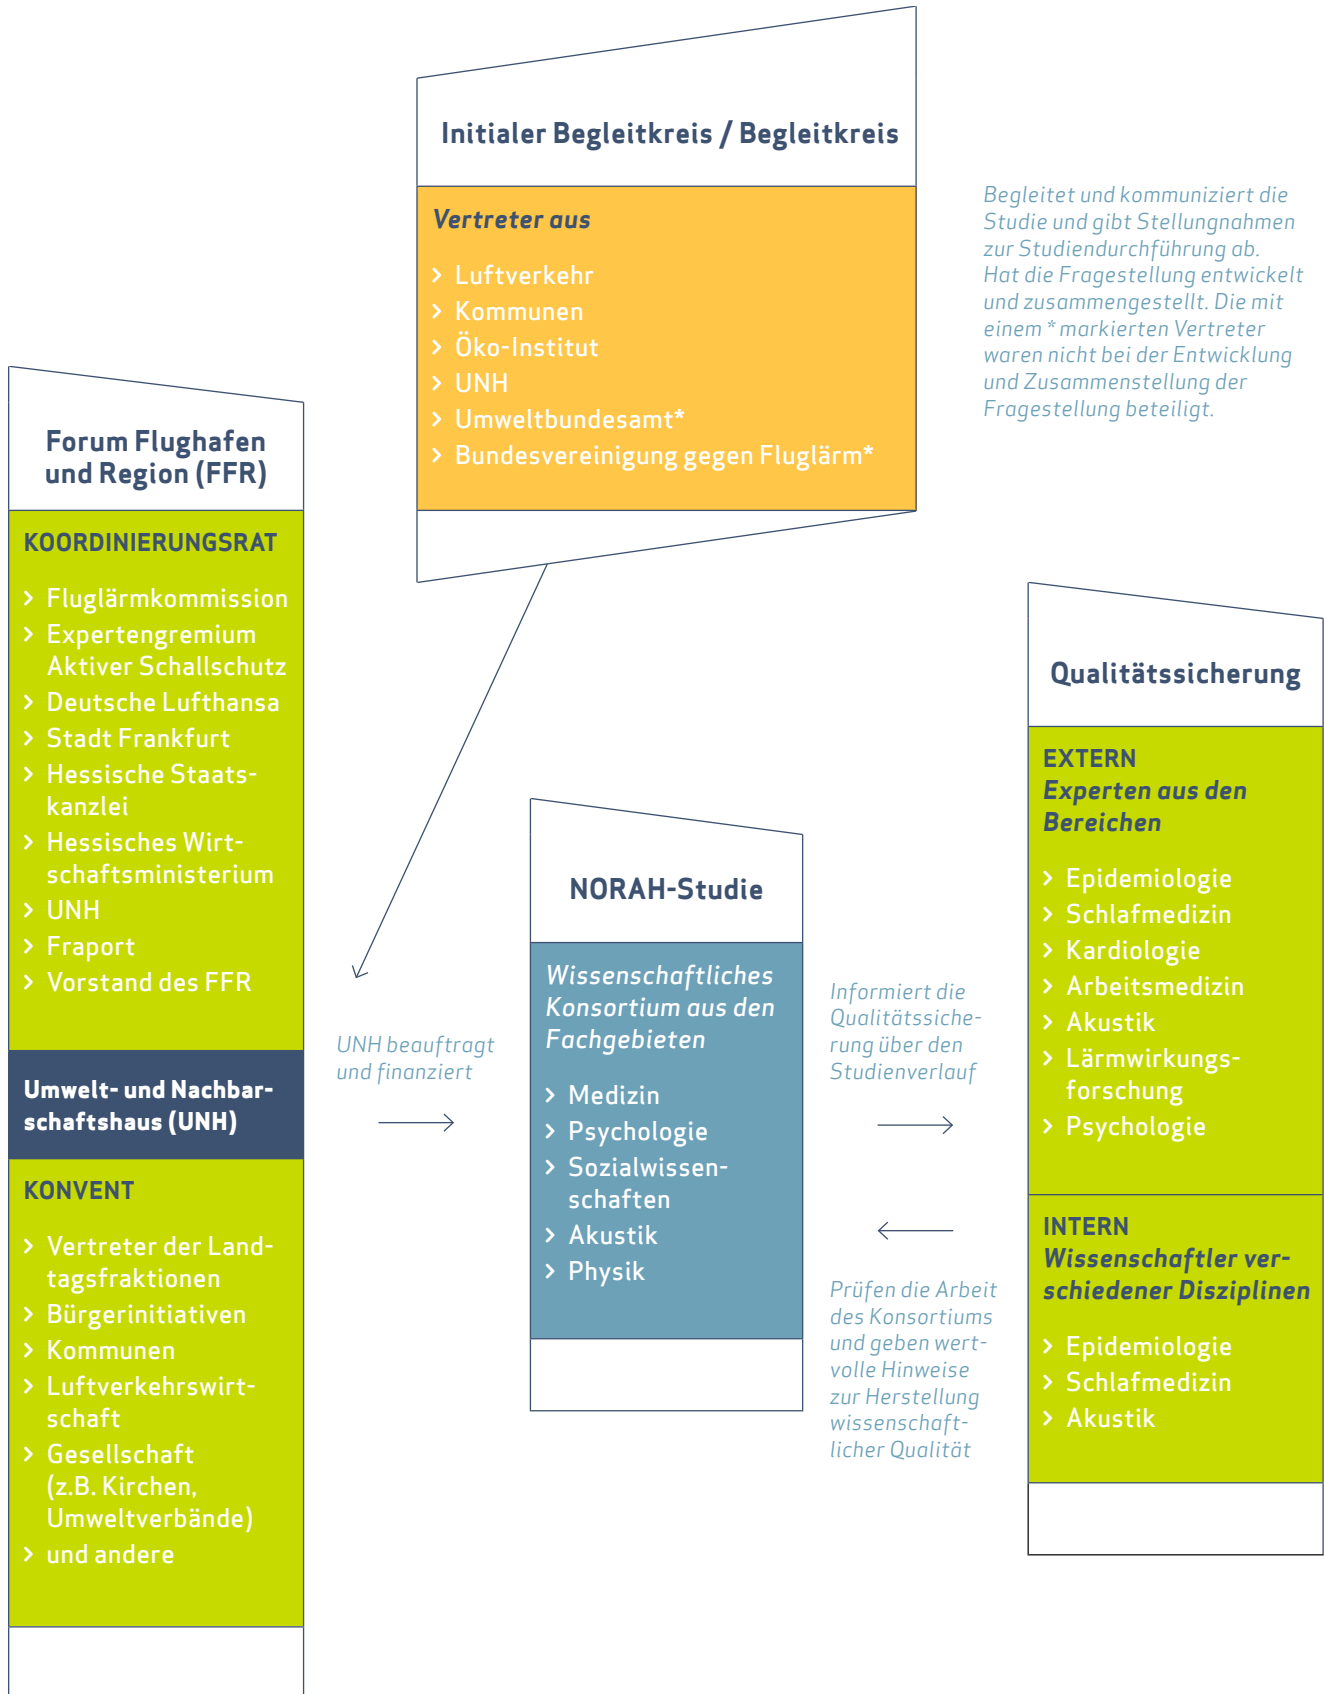 Initialer Begleitkreis / Begleitkreis
Vertreter aus
> Luftverkehr
> Kommunen
> Öko-Institut
> UNH
> Umweltbundesamt*
> Bundesvereinigung gegen Fluglärm*
Begleitet und kommuniziert die
Studie und gibt Stellungnahmen
zur Studiendurchführung ab.
Hat die Fragestellung entwickelt
und zusammengestellt. Die mit
einem * markierten Vertreter
waren nicht bei der Entwicklung
und Zusammenstellung der
Fragestellung beteiligt.
Forum Flughafen
und Region (FFR)
KOORDINIERUNGSRAT
> Fluglärmkommission
> Expertengremium
Aktiver Schallschutz
> Deutsche Lufthansa
> Stadt Frankfurt
> Hessische Staats-
kanzlei
> Hessisches Wirt-
schaftsministerium
> UNH
> Fraport
> Vorstand des FFR
Umwelt- und Nachbar-
schaftshaus (UNH)
KONVENT
> Vertreter der Land-
tagsfraktionen
> Bürgerinitiativen
> Kommunen
> Luftverkehrswirt-
schaft
> Gesellschaft
(z.B. Kirchen,
Umweltverbände)
> und andere
UNH beauftragt
und finanziert
NORAH-Studie
Wissenschaftliches
Konsortium aus den
Fachgebieten
> Medizin
> Psychologie
> Sozialwissen-
schaften
> Akustik
> Physik
Informiert die
Qualitätssiche-
rung über den
Studienverlauf
Prüfen die Arbeit
des Konsortiums
und geben wert-
volle Hinweise
zur Herstellung
wissenschaft-
licher Qualität
Qualitätssicherung
EXTERN
Experten aus den
Bereichen
> Epidemiologie
> Schlafmedizin
> Kardiologie
> Arbeitsmedizin
> Akustik
> Lärmwirkungs-
forschung
> Psychologie
INTERN
Wissenschaftler ver-
schiedener Disziplinen
> Epidemiologie
> Schlafmedizin
> Akustik